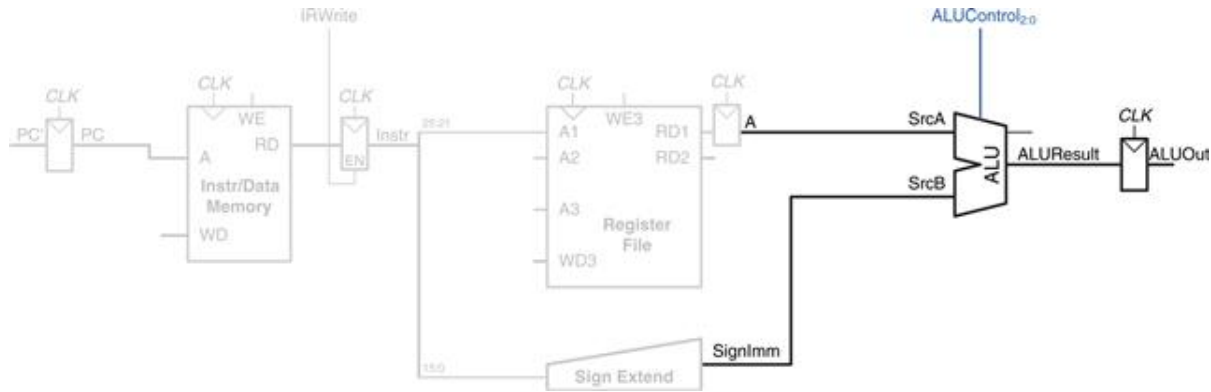 IRWrite
ALUControl2:0
CLK
CLK
CLK
CLK
CLK
CLK
PC'
PC
WE
RD
A
Instr/Data
Memory
WD
EN
Instr
25:21
15:0
A1
A2
A3
WD3
WE3
RD1
RD2
Register
File
A
SrcA
SrcB
ALU
ALUResult
ALUOut
SignImm
Sign Extend